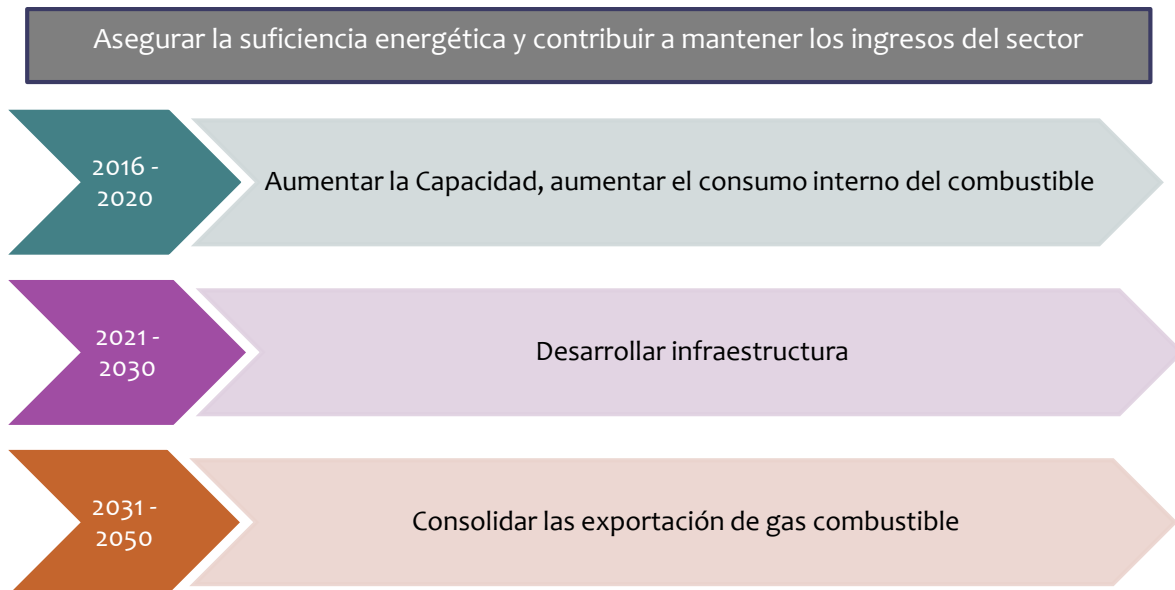 Asegurar la suficiencia energética y contribuir a mantener los ingresos del sector
2016 -
2020
Aumentar la Capacidad, aumentar el consumo interno del combustible
2021 -
2030
Desarrollar infraestructura
2031 -
2050
Consolidar las exportación de gas combustible